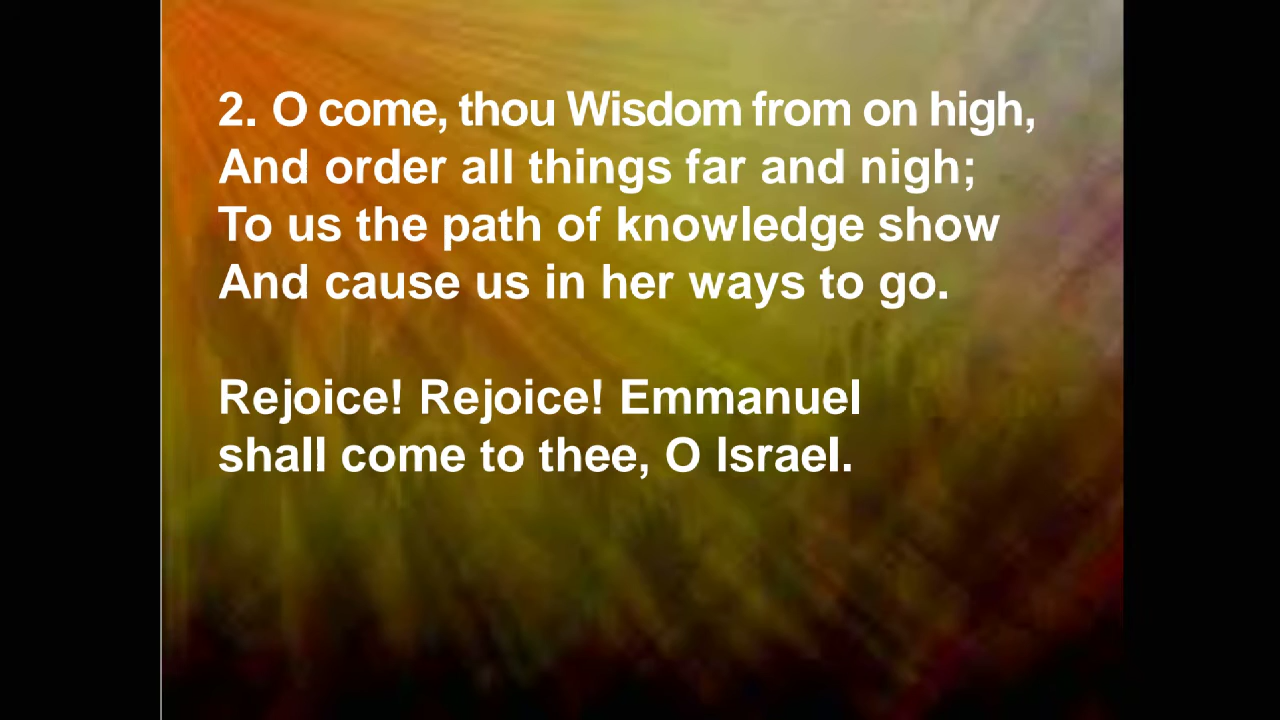 2. O come, thou Wisdom from on high,
And order all things far and nigh;
To us the path of knowledge show
And cause us in her ways to go.
Rejoice! Rejoice! Emmanuel
shall come to thee, O Israel.